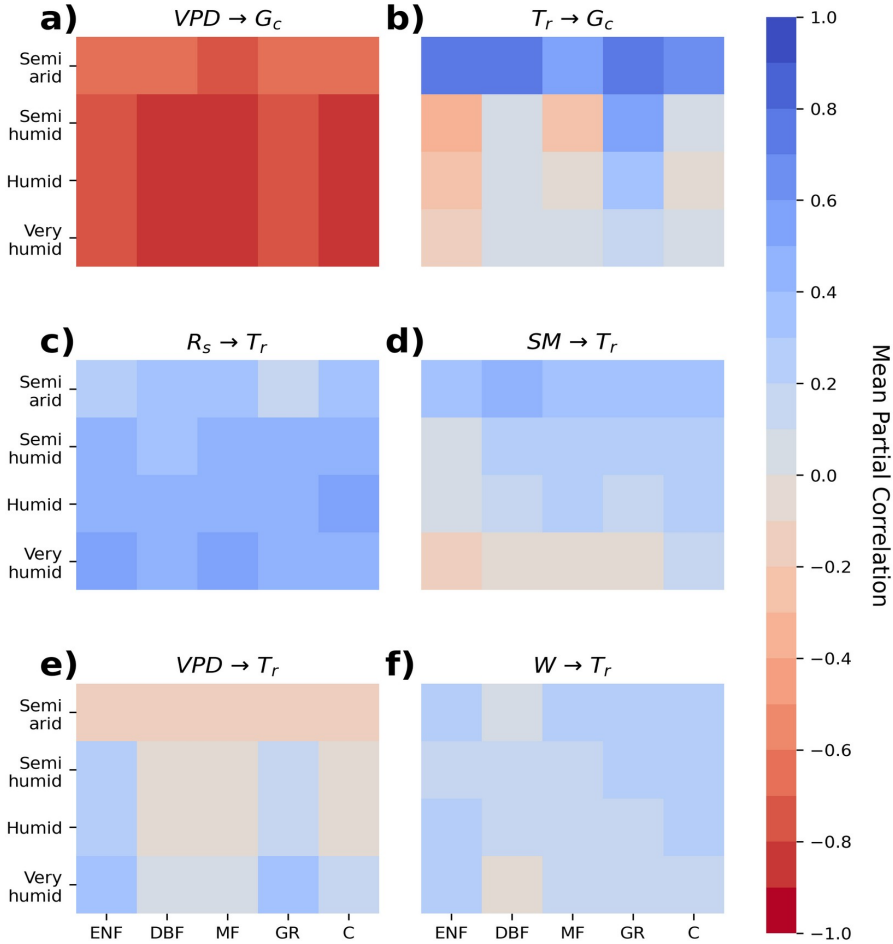 a) VPD → Gc
b) Tr → Gc
Semi
arid
Semi
humid
Humid
Very
humid
c) Rs → Tr
d) SM → Tr
Semi
arid
Semi
humid
Humid
Very
humid
e) VPD → Tr
f) W → Tr
Semi
arid
Semi
humid
Humid
Very
humid
ENF DBF MF GR C
ENF DBF MF GR C
1.0
0.8
0.6
0.4
0.2
0.0
−0.2
−0.4
−0.6
−0.8
−1.0
Mean Partial Correlation